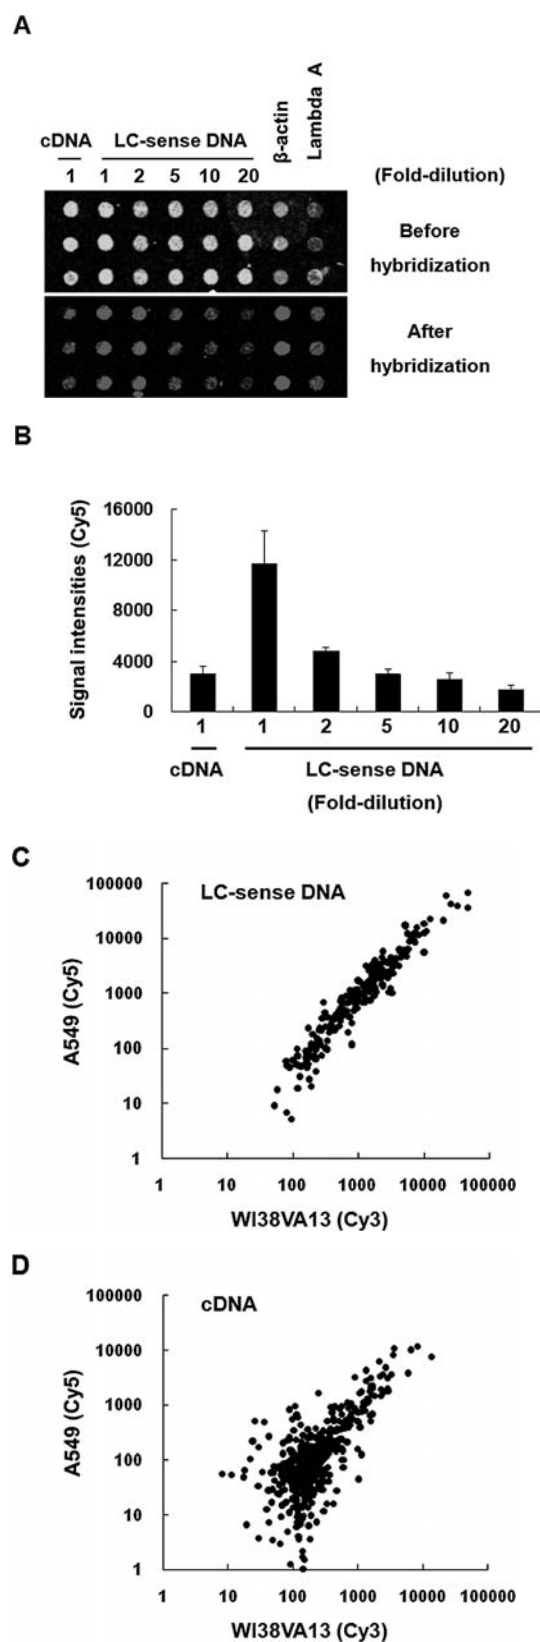 A
cDNA LC-sense DNA β-actin Lambda A
1 1 2 5 10 20 (Fold-dilution)
Before
hybridization
After
hybridization
B
Signal intensities (Cy5)
16000
12000
8000
4000
0
1 1 2 5 10 20
cDNA LC-sense DNA
(Fold-dilution)
C
LC-sense DNA
A549 (Cy5)
100000
10000
1000
100
10
1
1 10 100 1000 10000 100000
WI38VA13 (Cy3)
D
cDNA
A549 (Cy5)
100000
10000
1000
100
10
1
1 10 100 1000 10000 100000
WI38VA13 (Cy3)